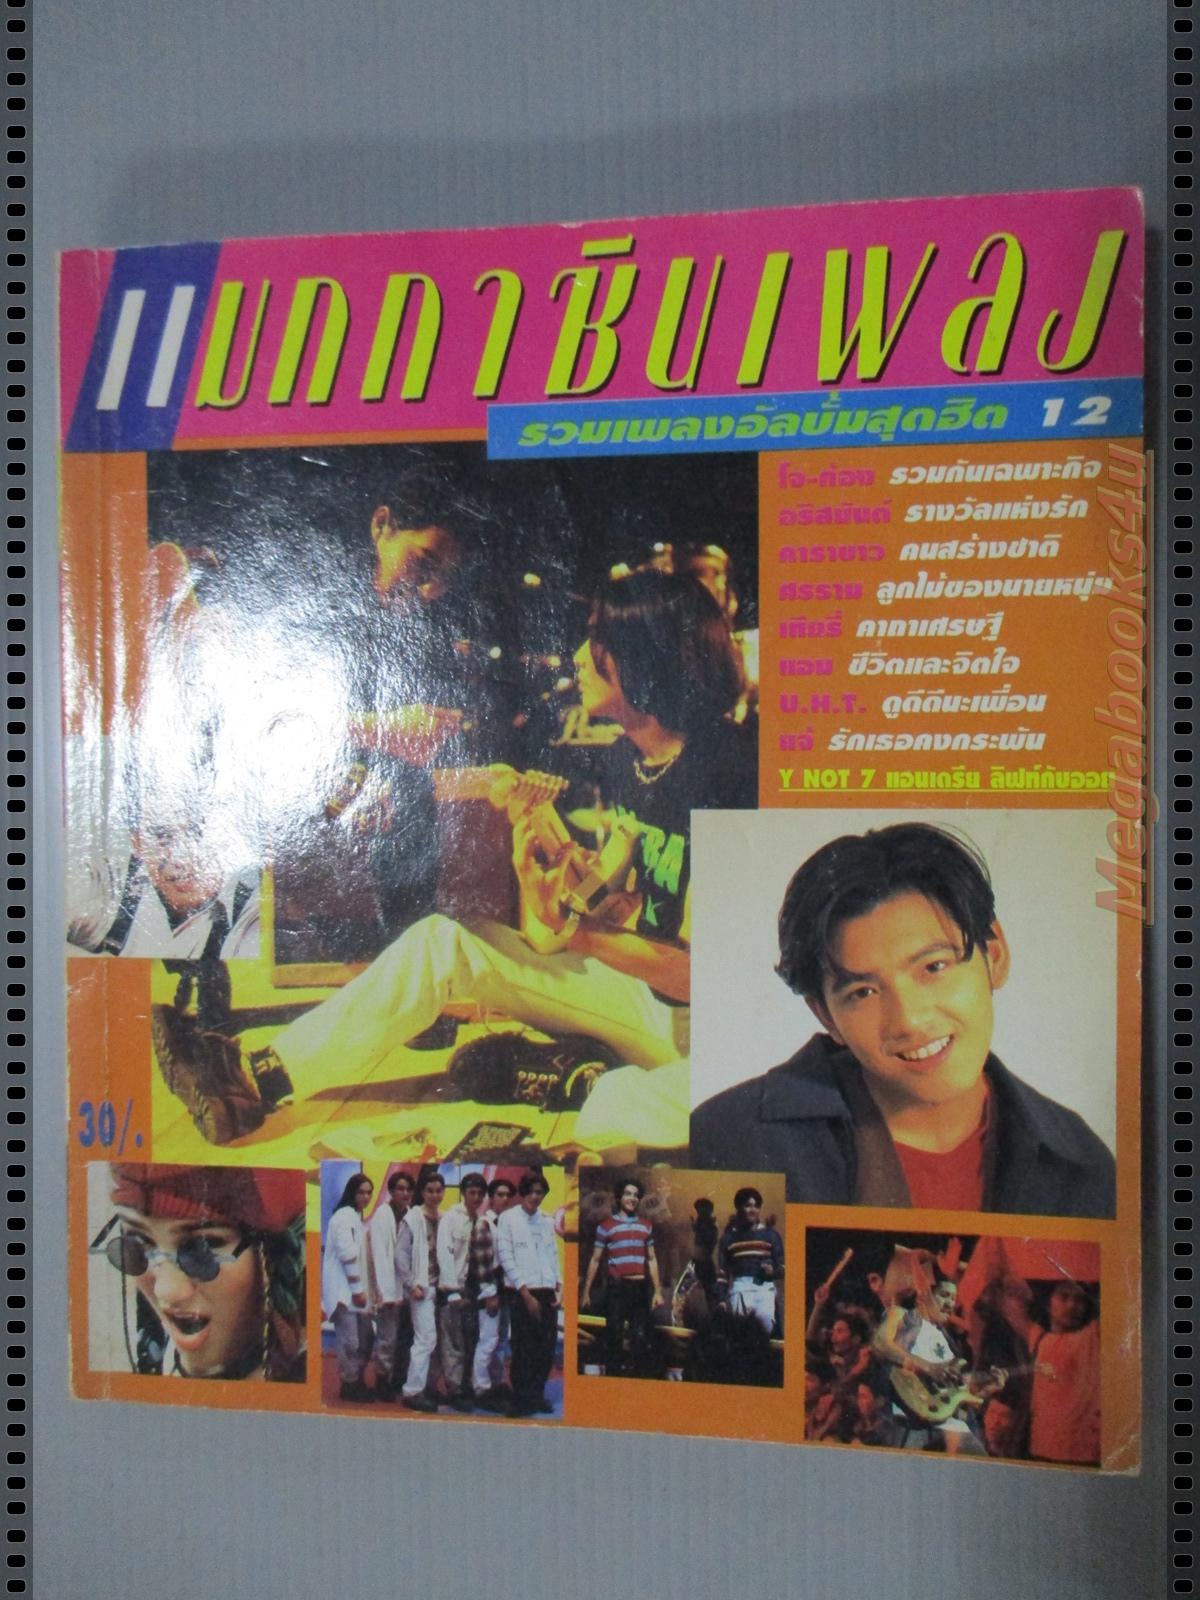 แมกกาซีนเพลง
รวมเพลงอัลบั้มสุดฮิต 12
โจ-ก้อง รวมกันเฉพาะกิจ
อริสมันต์ รางวัลแห่งรัก
คาราบาว คนสร้างชาติ
ศรราม ลูกไม้ของนายหนุ่ม
เทียรี่ คาถาเศรษฐี
แอม ชีวิตและจิตใจ
U.H.T. ดูดีดีนะเพื่อน
แจ้ รักเธอคงกระพัน
Y NOT 7 แอนเดรีย ลิฟท์กับออย
30/.
Megabooks4u